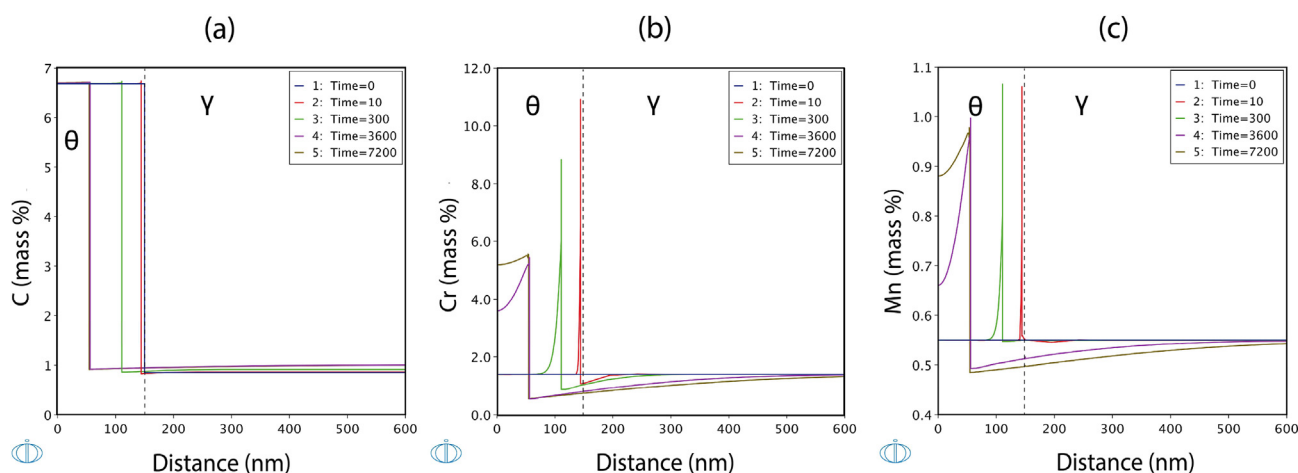 (a)
7
6
5
4
3
2
1
0
C (mass %)
θ
γ
1: Time=0
2: Time=10
3: Time=300
4: Time=3600
5: Time=7200
0 100 200 300 400 500 600
Distance (nm)
(b)
12.0
10.0
8.0
6.0
4.0
2.0
0.0
Cr (mass %)
θ
γ
1: Time=0
2: Time=10
3: Time=300
4: Time=3600
5: Time=7200
0 100 200 300 400 500 600
Distance (nm)
(c)
1.1
1.0
0.9
0.8
0.7
0.6
0.5
0.4
Mn (mass %)
θ
γ
1: Time=0
2: Time=10
3: Time=300
4: Time=3600
5: Time=7200
0 100 200 300 400 500 600
Distance (nm)